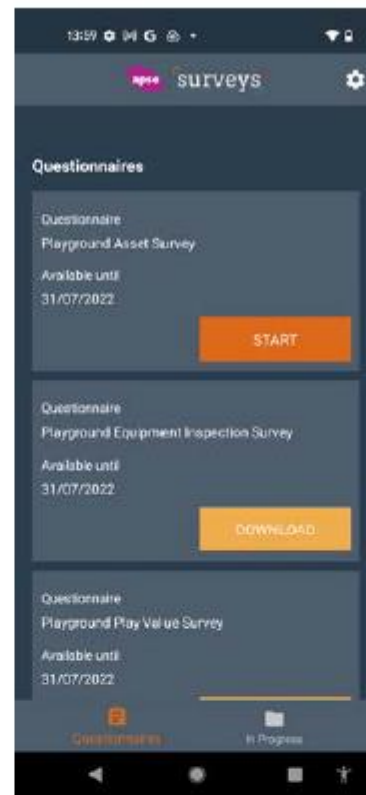 13:59
apse surveys
Questionnaires
Questionnaire
Playground Asset Survey
Available until
31/07/2022
START
Questionnaire
Playground Equipment Inspection Survey
Available until
31/07/2022
DOWNLOAD
Questionnaire
Playground Play Value Survey
Available until
31/07/2022
Questionnaires In Progress